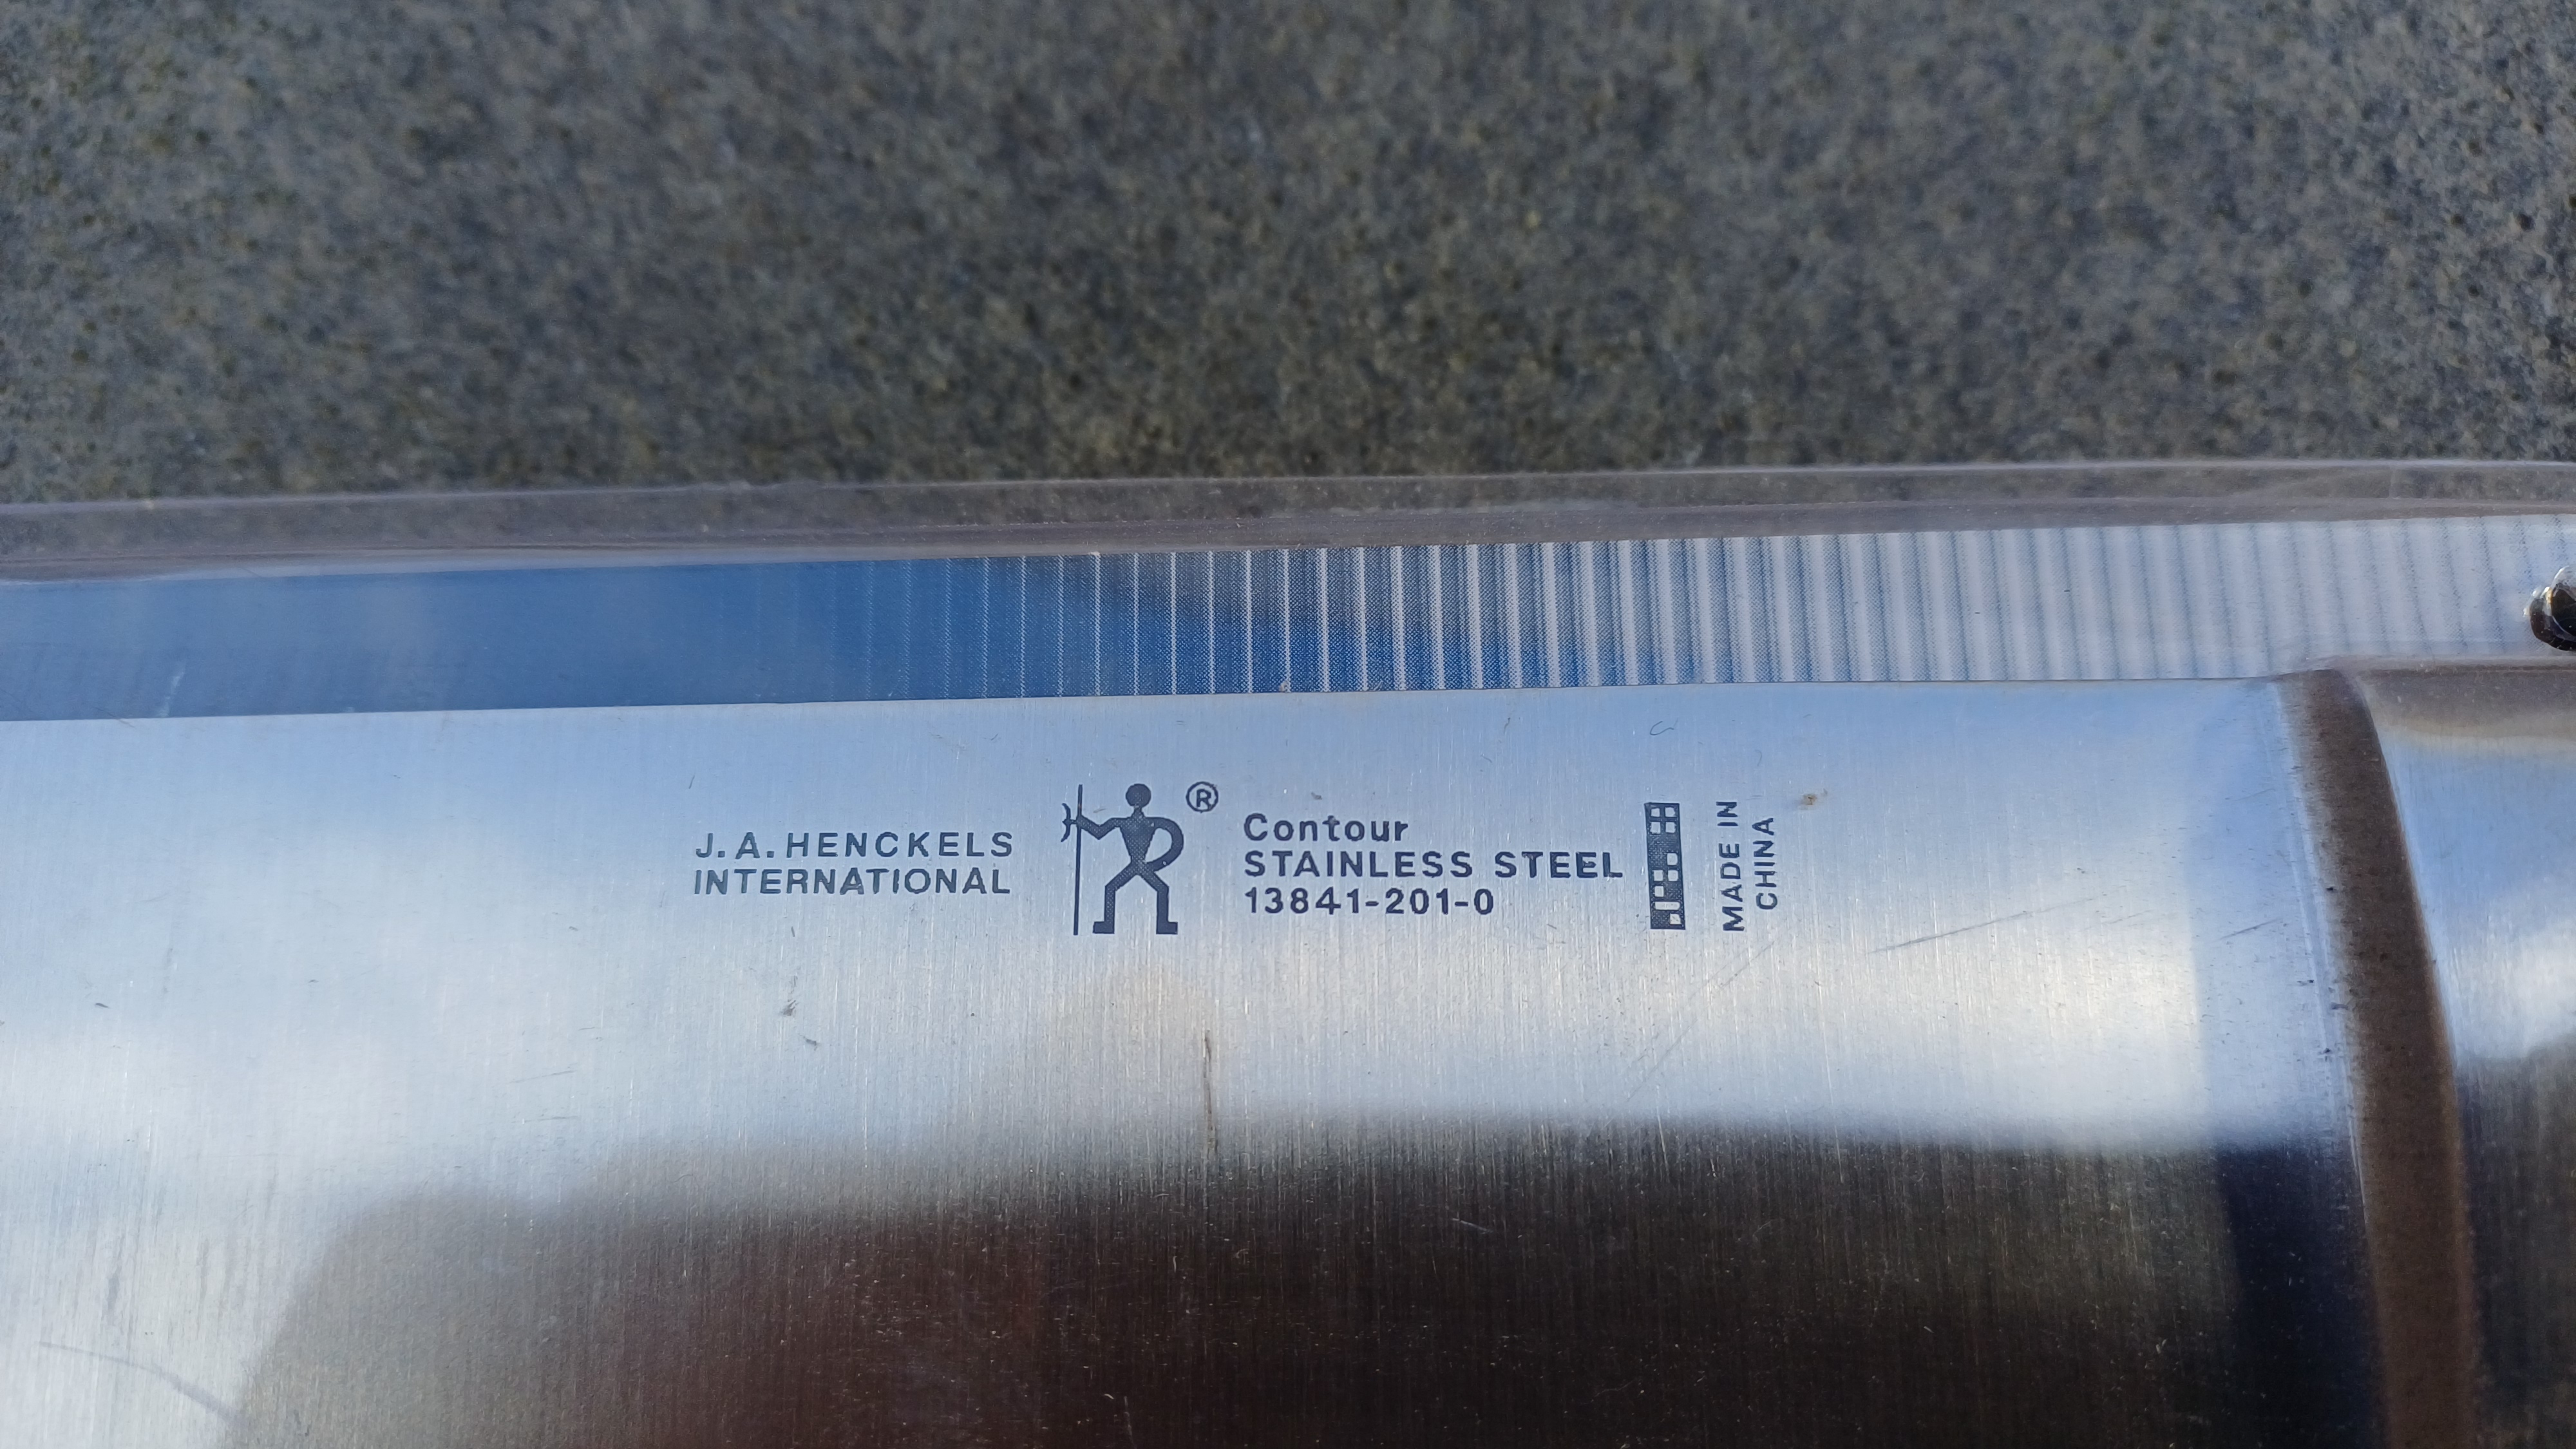 J.A.HENCKELS
INTERNATIONAL
®
Contour
STAINLESS STEEL
13841-201-0
MADE IN
CHINA